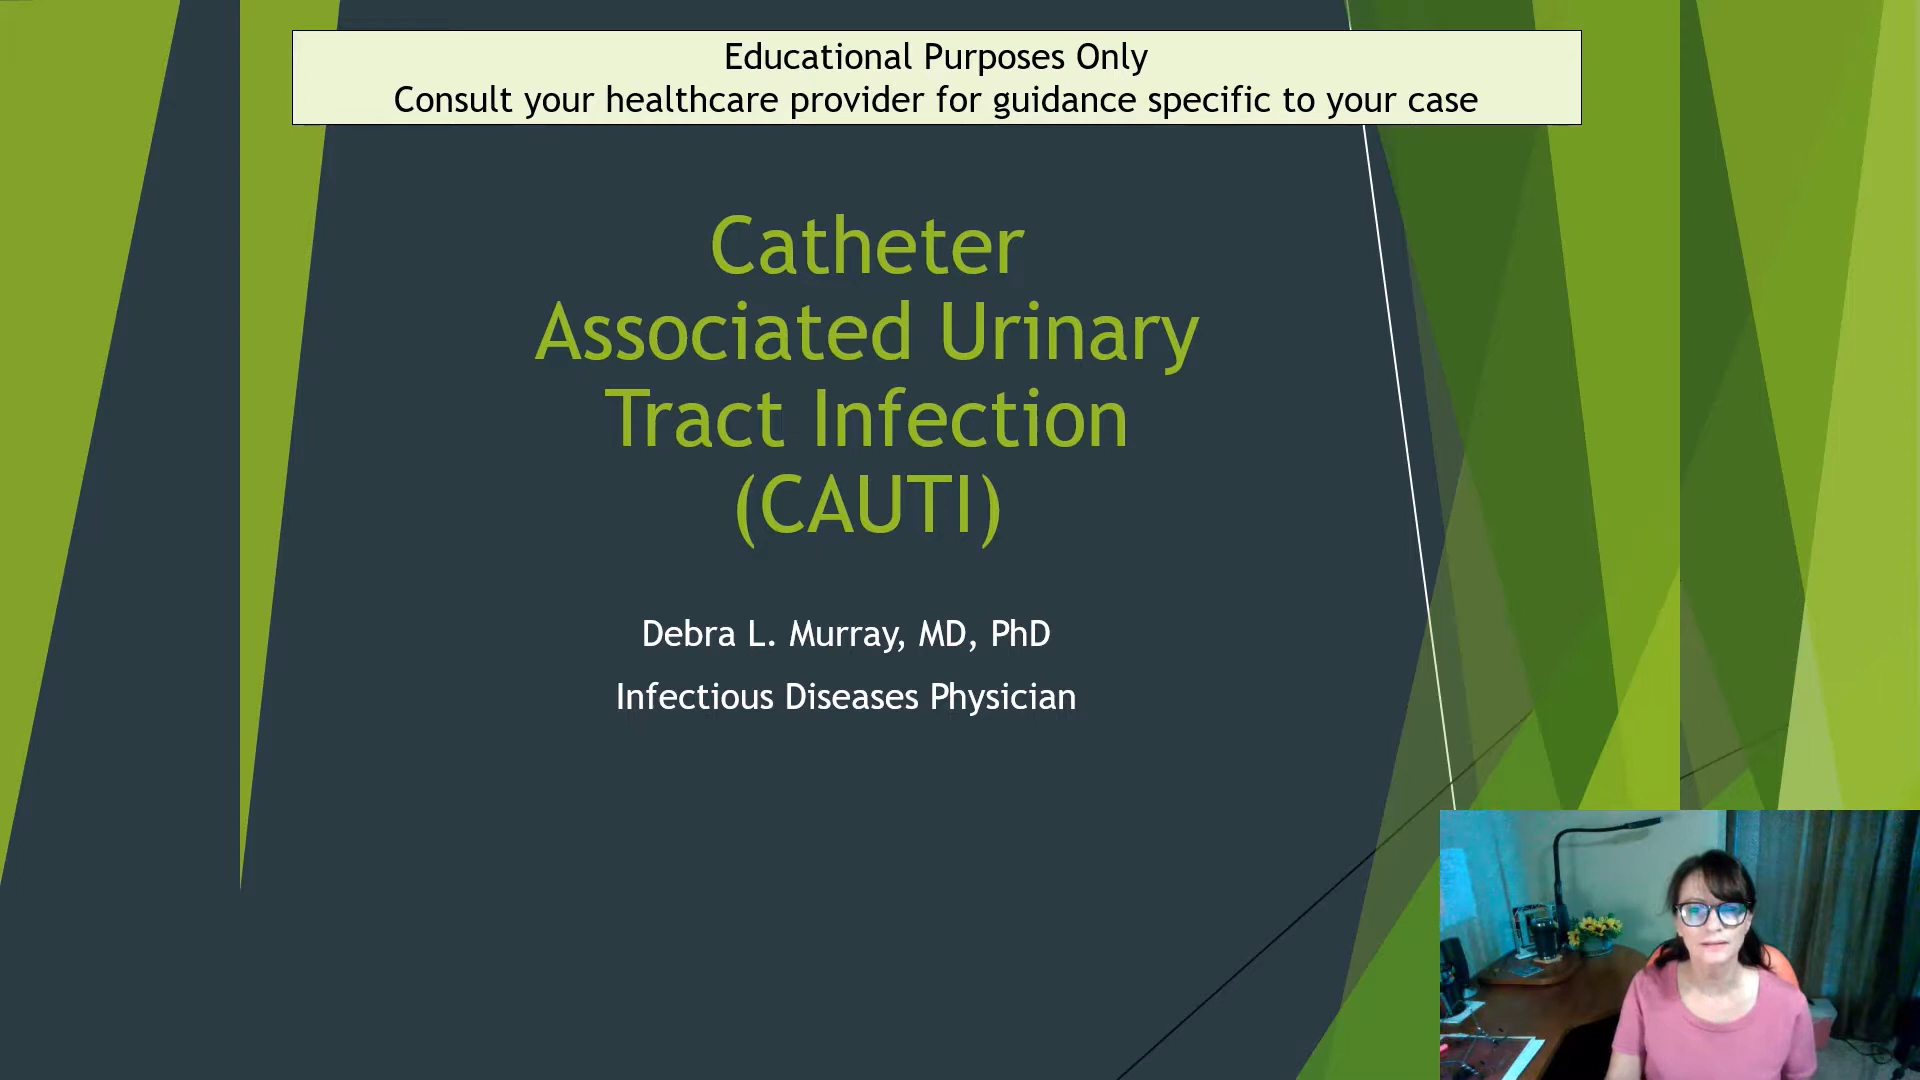 Educational Purposes Only
Consult your healthcare provider for guidance specific to your case
Catheter
Associated Urinary
Tract Infection
(CAUTI)
Debra L. Murray, MD, PhD
Infectious Diseases Physician